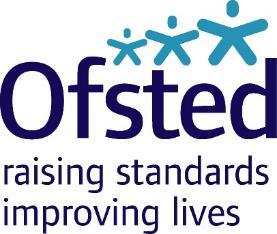 Ofsted
raising standards
improving lives